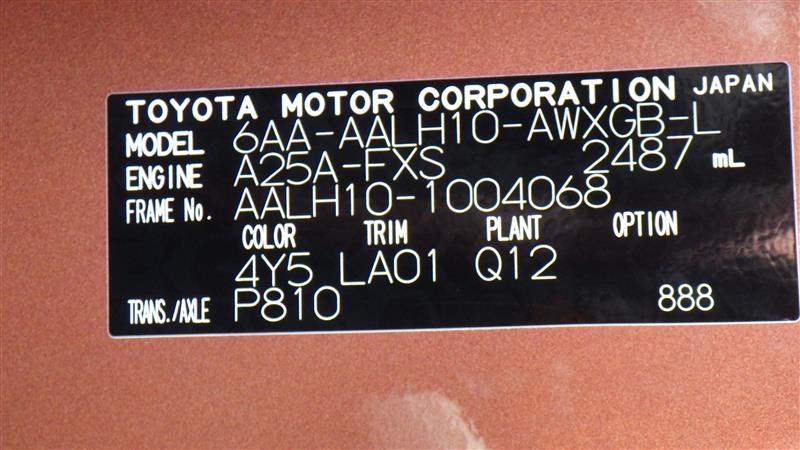 TOYOTA MOTOR CORPORATION JAPAN
MODEL 6AA-AALH10-AWXGB-L
ENGINE A25A-FXS 2487 mL
FRAME No. AALH10-1004068
COLOR TRIM PLANT OPTION
4Y5 LA01 Q12
TRANS./AXLE P810 888